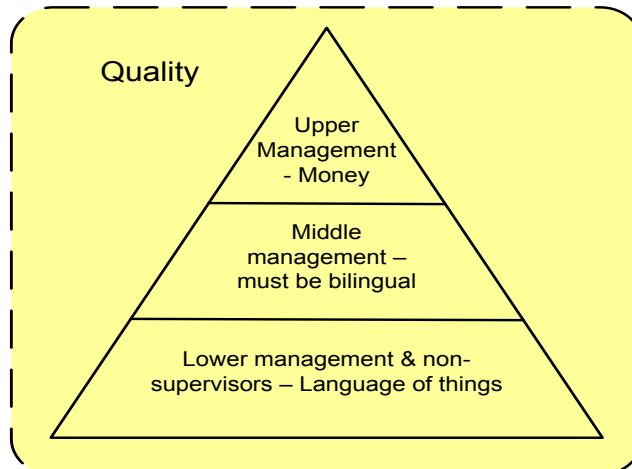 Quality
Upper
Management
- Money
Middle
management –
must be bilingual
Lower management & non-
supervisors – Language of things